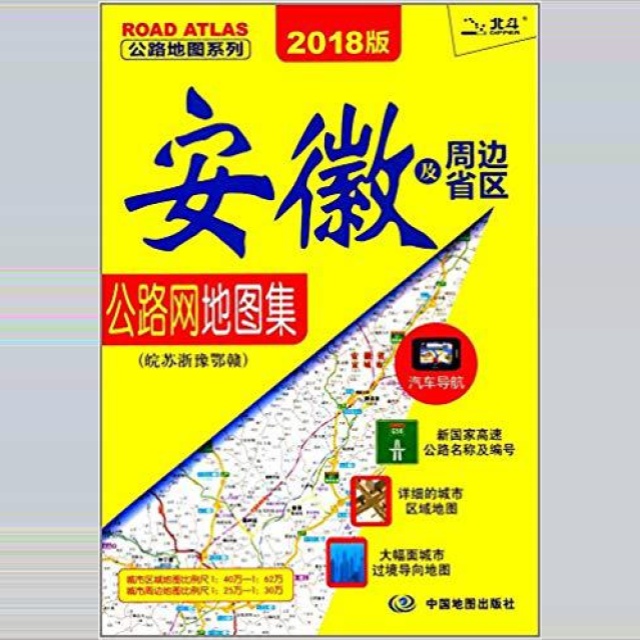 ROAD ATLAS
公路地图系列
2018版
北斗
DIPPER
安徽及周边省区
公路网地图集
(皖苏浙豫鄂赣)
汽车导航
新国家高速
公路名称及编号
详细的城市
区域地图
大幅面城市
过境导向地图
城市区域地图比例尺 1:40万—1:62万
城市周边地图比例尺 1:25万—1:30万
中国地图出版社